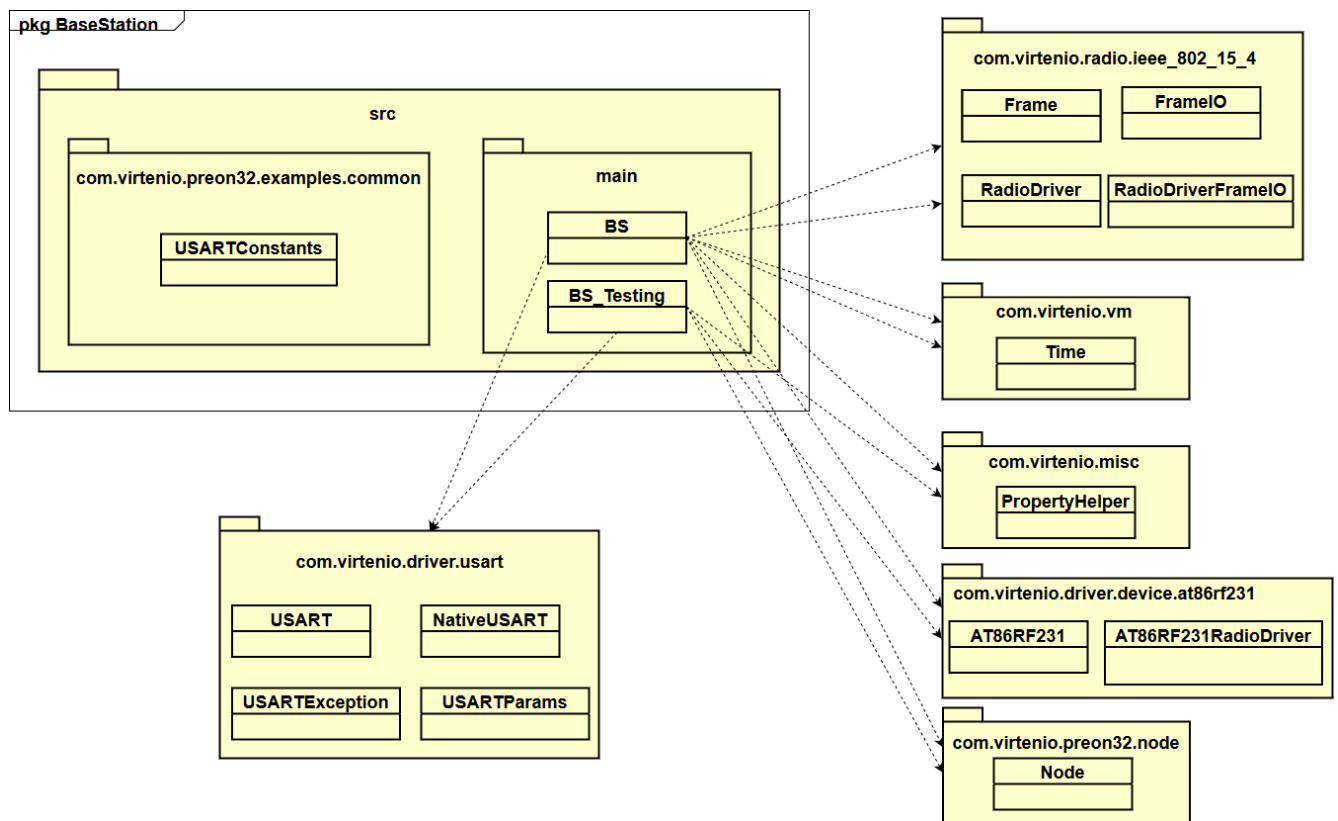 pkg BaseStation
src
com.virtenio.preon32.examples.common
USARTConstants
main
BS
BS_Testing
com.virtenio.radio.ieee_802_15_4
Frame
FrameIO
RadioDriver
RadioDriverFrameIO
com.virtenio.vm
Time
com.virtenio.misc
PropertyHelper
com.virtenio.driver.device.at86rf231
AT86RF231
AT86RF231RadioDriver
com.virtenio.preon32.node
Node
com.virtenio.driver.usart
USART
NativeUSART
USARTException
USARTParams